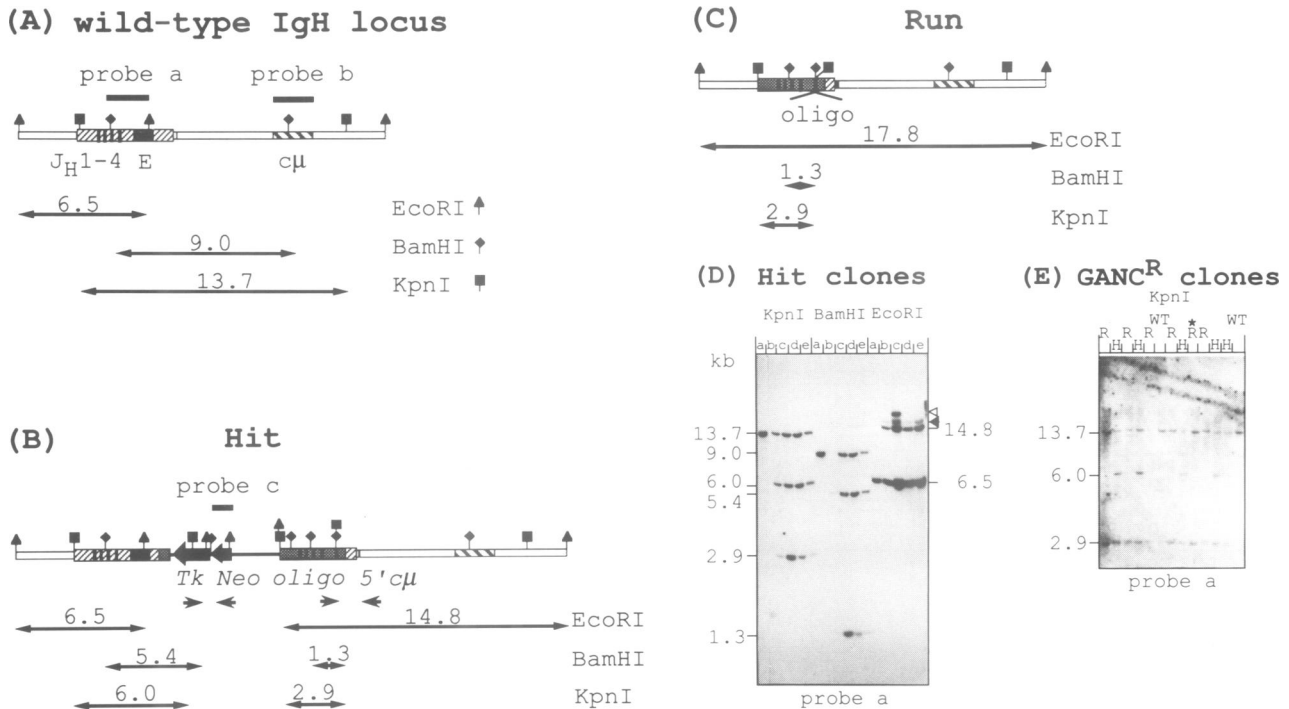 (A) wild-type IgH locus
probe a probe b
JH1-4 E cµ
6.5
EcoRI
9.0
BamHI
13.7
KpnI
(B) Hit
probe c
Tk Neo oligo 5'cµ
6.5 14.8 EcoRI
5.4 1.3 BamHI
6.0 2.9 KpnI
(C) Run
oligo
17.8 EcoRI
1.3 BamHI
2.9 KpnI
(D) Hit clones
KpnI BamHI EcoRI
a b c d e a b c d e a b c d e
kb
13.7
9.0
6.0
5.4
2.9
1.3
14.8
6.5
probe a
(E) GANCR clones
KpnI
WT * WT
R R R R R R
H H H H H
13.7
6.0
2.9
probe a